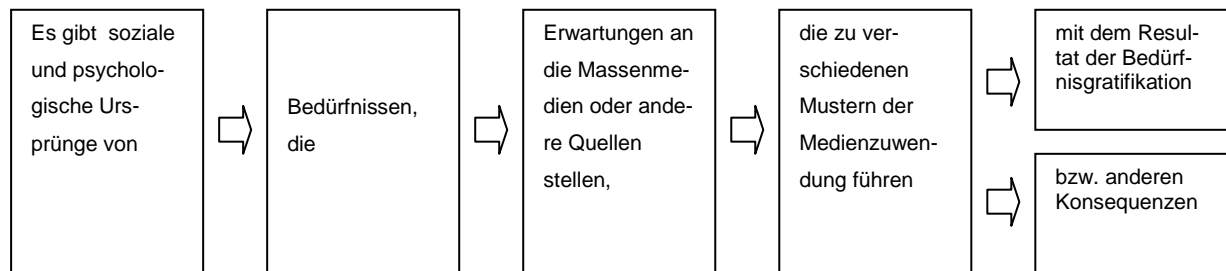 Es gibt soziale
und psycholo-
gische Urs-
prünge von
Bedürfnissen,
die
Erwartungen an
die Massenme-
dien oder ande-
re Quellen
stellen,
die zu ver-
schiedenen
Mustern der
Medienzuwen-
dung führen
mit dem Resul-
tat der Bedürf-
nisgratifikation
bzw. anderen
Konsequenzen